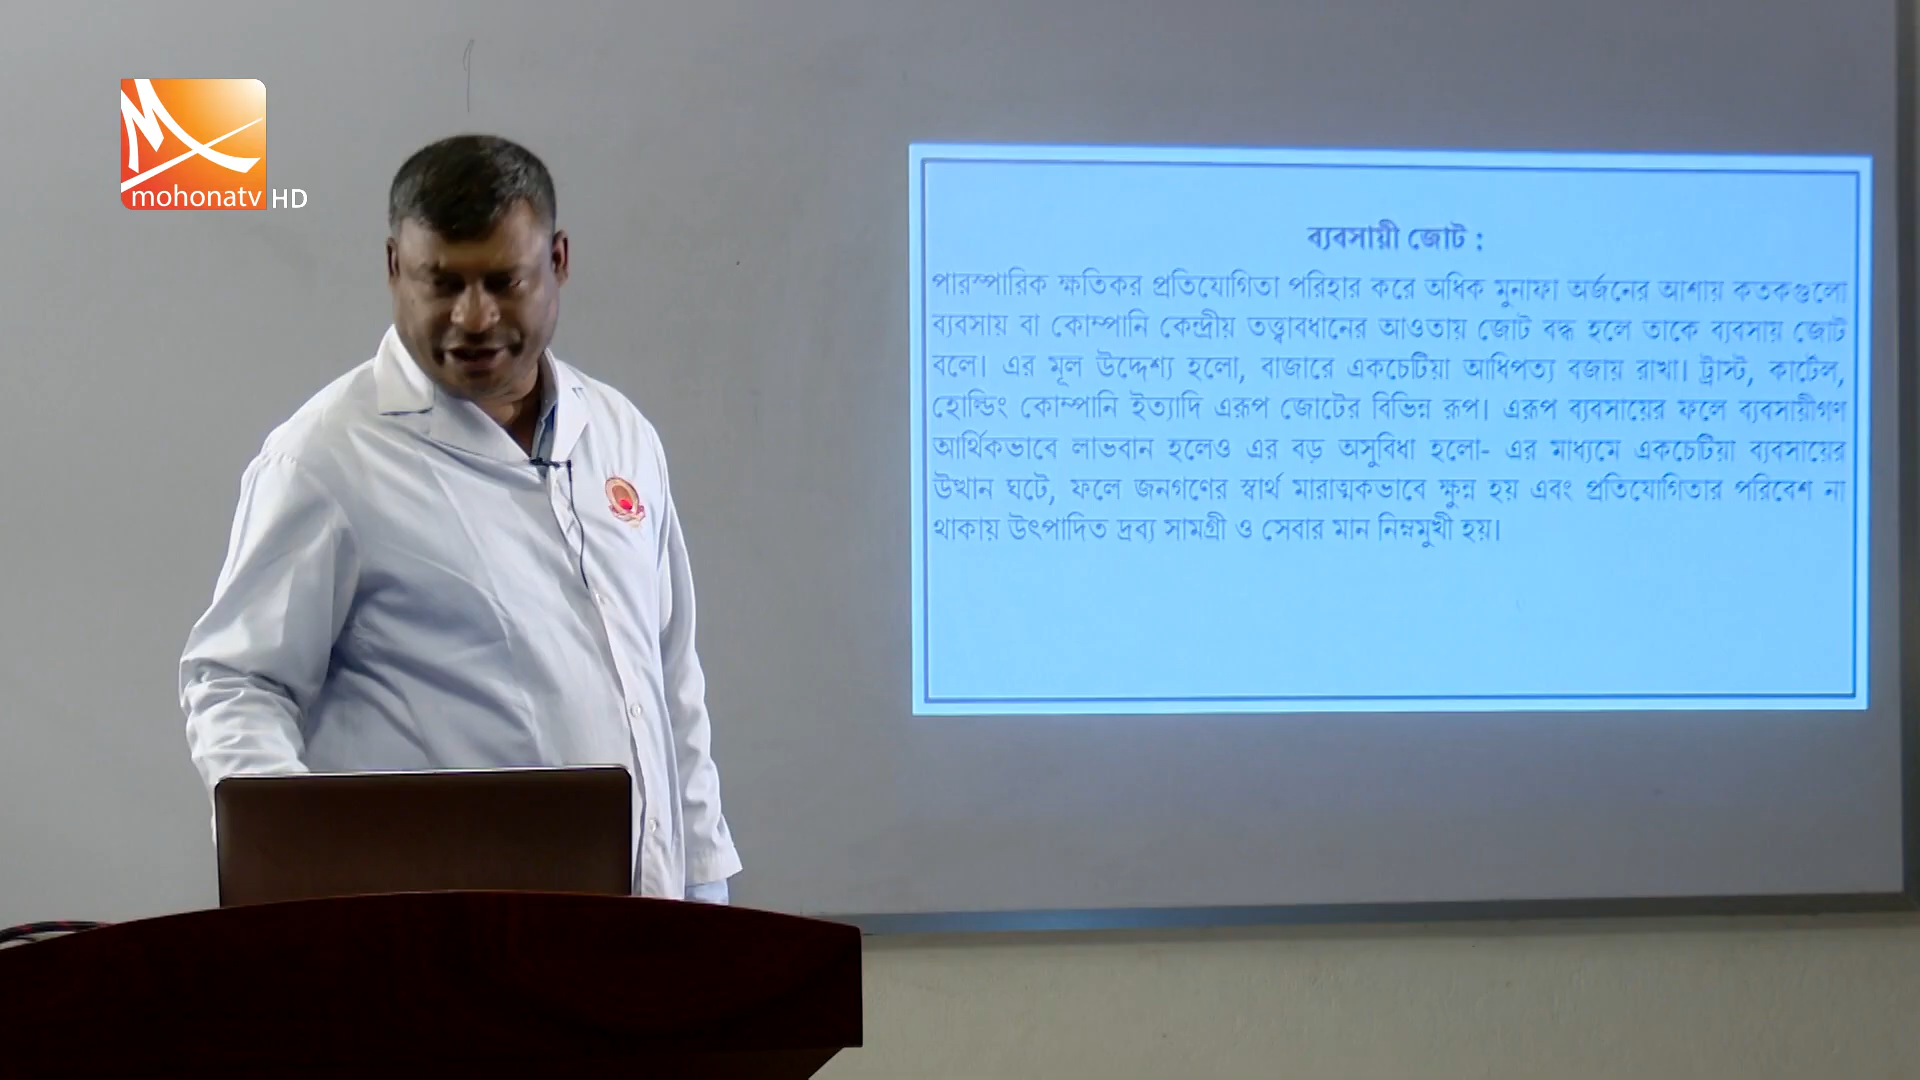 mohonatv HD
ব্যবসায়ী জোট :
পারস্পারিক ক্ষতিকর প্রতিযোগিতা পরিহার করে অধিক মুনাফা অর্জনের আশায় কতকগুলো
ব্যবসায় বা কোম্পানি কেন্দ্রীয় তত্ত্বাবধানের আওতায় জোট বদ্ধ হলে তাকে ব্যবসায় জোট
বলে। এর মূল উদ্দেশ্য হলো, বাজারে একচেটিয়া আধিপত্য বজায় রাখা। ট্রাস্ট, কার্টেল,
হোল্ডিং কোম্পানি ইত্যাদি এরূপ জোটের বিভিন্ন রূপ। এরূপ ব্যবসায়ের ফলে ব্যবসায়ীগণ
আর্থিকভাবে লাভবান হলেও এর বড় অসুবিধা হলো- এর মাধ্যমে একচেটিয়া ব্যবসায়ের
উত্থান ঘটে, ফলে জনগণের স্বার্থ মারাত্মকভাবে ক্ষুন্ন হয় এবং প্রতিযোগিতার পরিবেশ না
থাকায় উৎপাদিত দ্রব্য সামগ্রী ও সেবার মান নিম্নমুখী হয়।